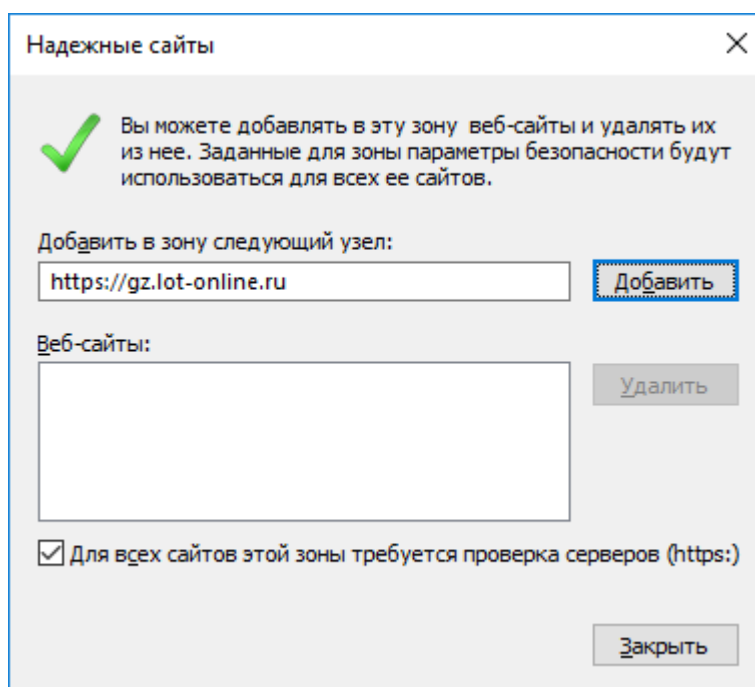 Надежные сайты
Вы можете добавлять в эту зону веб-сайты и удалять их
из нее. Заданные для зоны параметры безопасности будут
использоваться для всех ее сайтов.
Добавить в зону следующий узел:
https://gz.lot-online.ru
Добавить
Веб-сайты:
Удалить
Для всех сайтов этой зоны требуется проверка серверов (https:)
Закрыть